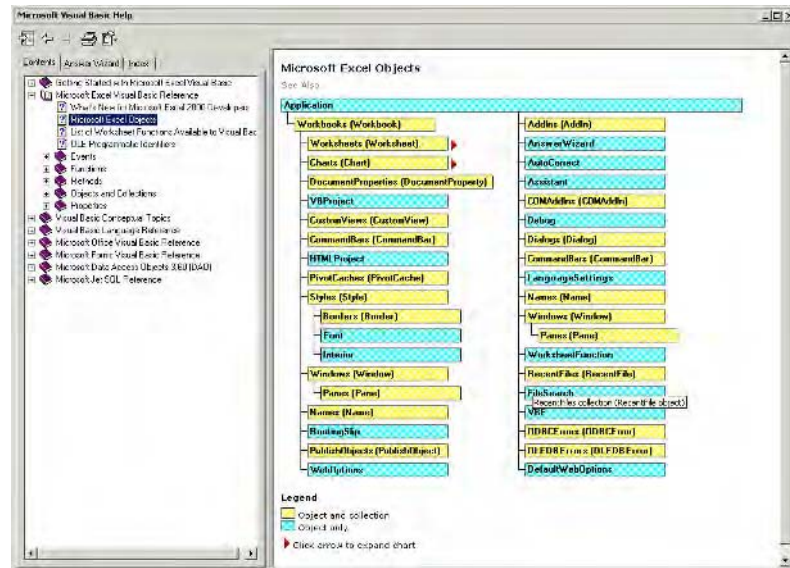 Microsoft Visual Basic Help
Contents Answer Wizard Index
Getting Started with Microsoft Excel Visual Basic
Microsoft Excel Visual Basic Reference
What's New for Microsoft Excel 2000 Developers
Microsoft Excel Objects
List of Worksheet Functions Available to Visual Bas
OLE Programmatic Identifiers
Events
Functions
Methods
Objects and Collections
Properties
Visual Basic Conceptual Topics
Visual Basic Language Reference
Microsoft Office Visual Basic Reference
Microsoft Forms Visual Basic Reference
Microsoft Data Access Objects 3.60 (DAO)
Microsoft Jet SQL Reference
Microsoft Excel Objects
See Also
Application
Workbooks (Workbook)
Worksheets (Worksheet)
Charts (Chart)
DocumentProperties (DocumentProperty)
VBProject
CustomViews (CustomView)
CommandBars (CommandBar)
HTMLProject
PivotCaches (PivotCache)
Styles (Style)
Borders (Border)
Font
Interior
Windows (Window)
Panes (Pane)
Names (Name)
RoutingSlip
PublishObjects (PublishObject)
WebOptions
AddIns (AddIn)
AnswerWizard
AutoCorrect
Assistant
COMAddIns (COMAddIn)
Debug
Dialogs (Dialog)
CommandBars (CommandBar)
LanguageSettings
Names (Name)
Windows (Window)
Panes (Pane)
WorksheetFunction
RecentFiles (RecentFile)
FileSearch
RecentFiles collection (RecentFile object)
VBE
ODBCErrors (ODBCError)
OLEDBErrors (OLEDBError)
DefaultWebOptions
Legend
Object and collection
Object only
Click arrow to expand chart